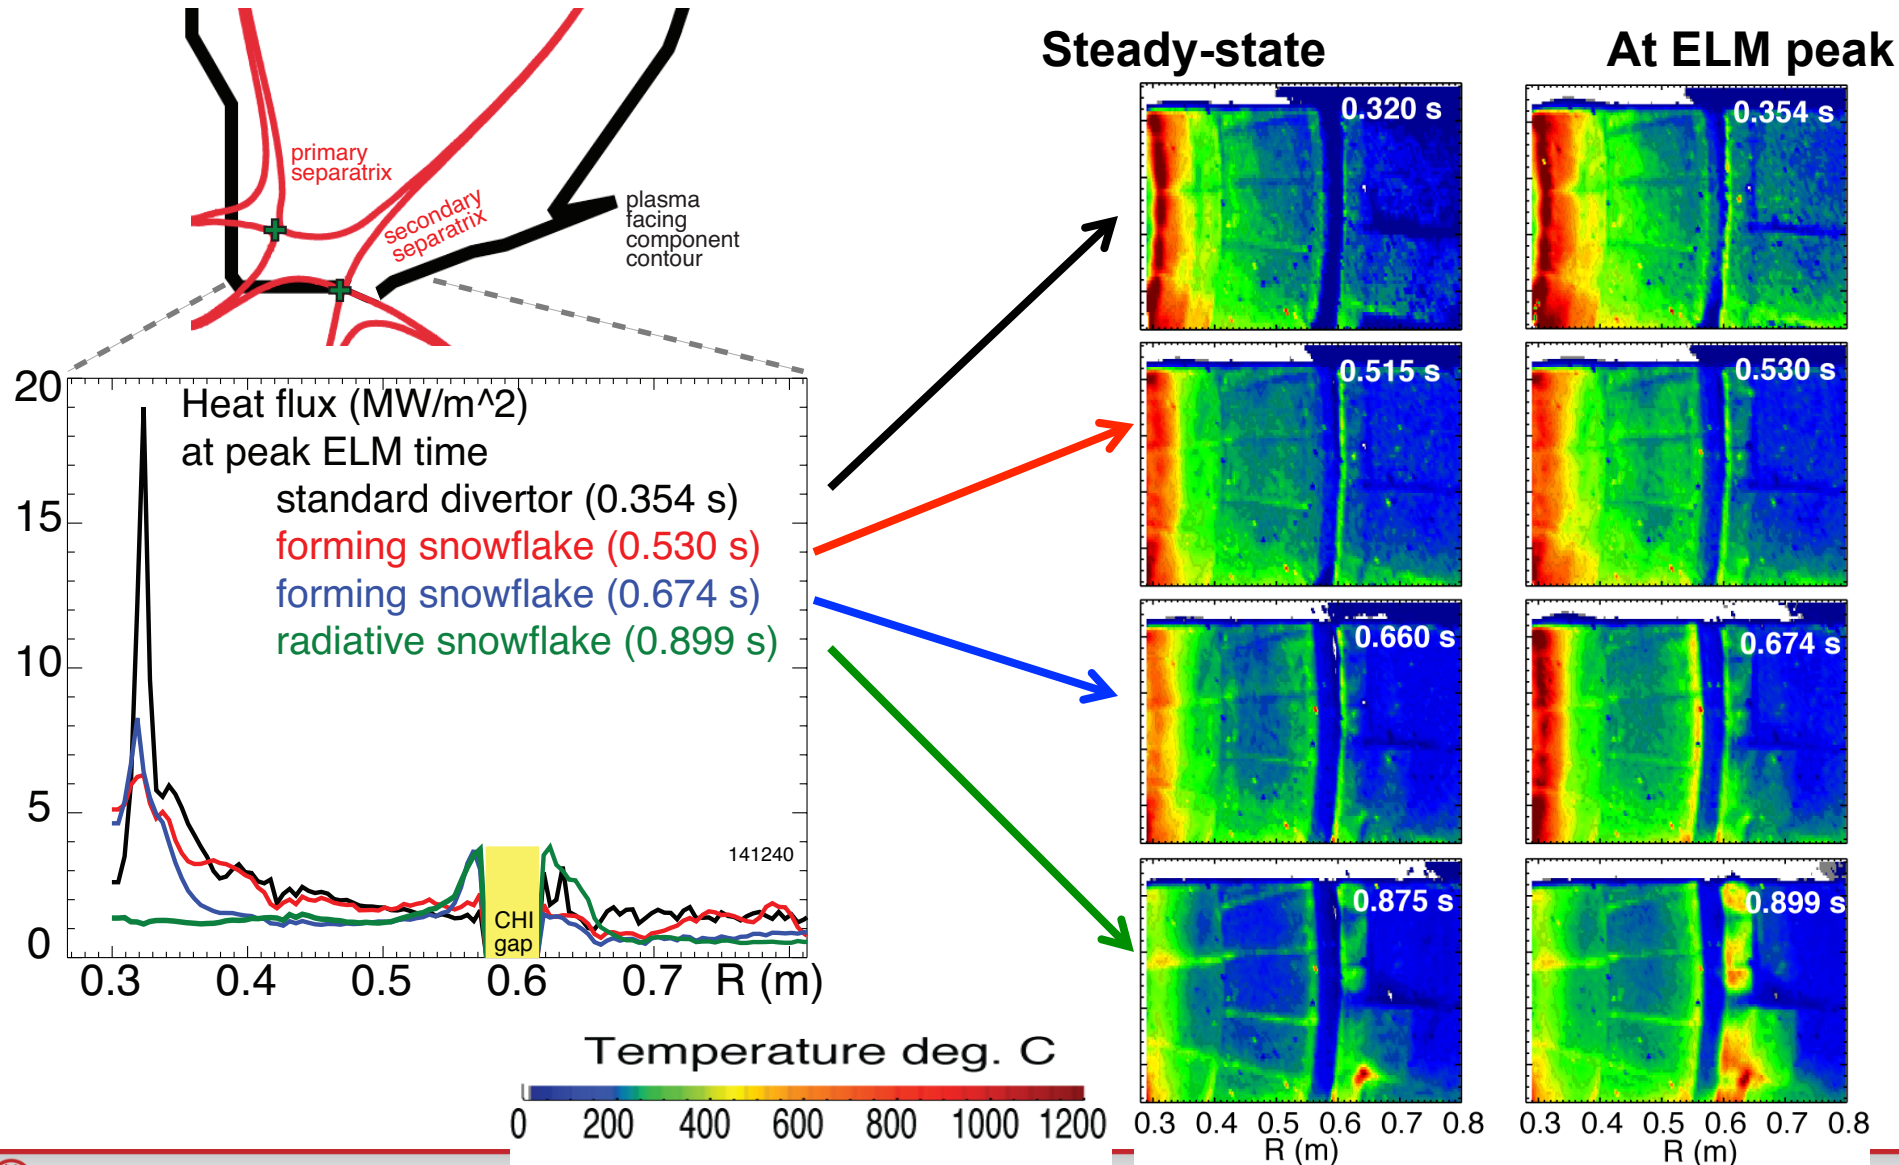 primary
separatrix
secondary
separatrix
plasma
facing
component
contour
20
15
10
5
0
Heat flux (MW/m^2)
at peak ELM time
standard divertor (0.354 s)
forming snowflake (0.530 s)
forming snowflake (0.674 s)
radiative snowflake (0.899 s)
141240
CHI
gap
0.3 0.4 0.5 0.6 0.7 R (m)
Temperature deg. C
0 200 400 600 800 1000 1200
Steady-state At ELM peak
0.320 s 0.354 s
0.515 s 0.530 s
0.660 s 0.674 s
0.875 s 0.899 s
0.3 0.4 0.5 0.6 0.7 0.8 0.3 0.4 0.5 0.6 0.7 0.8
R (m) R (m)